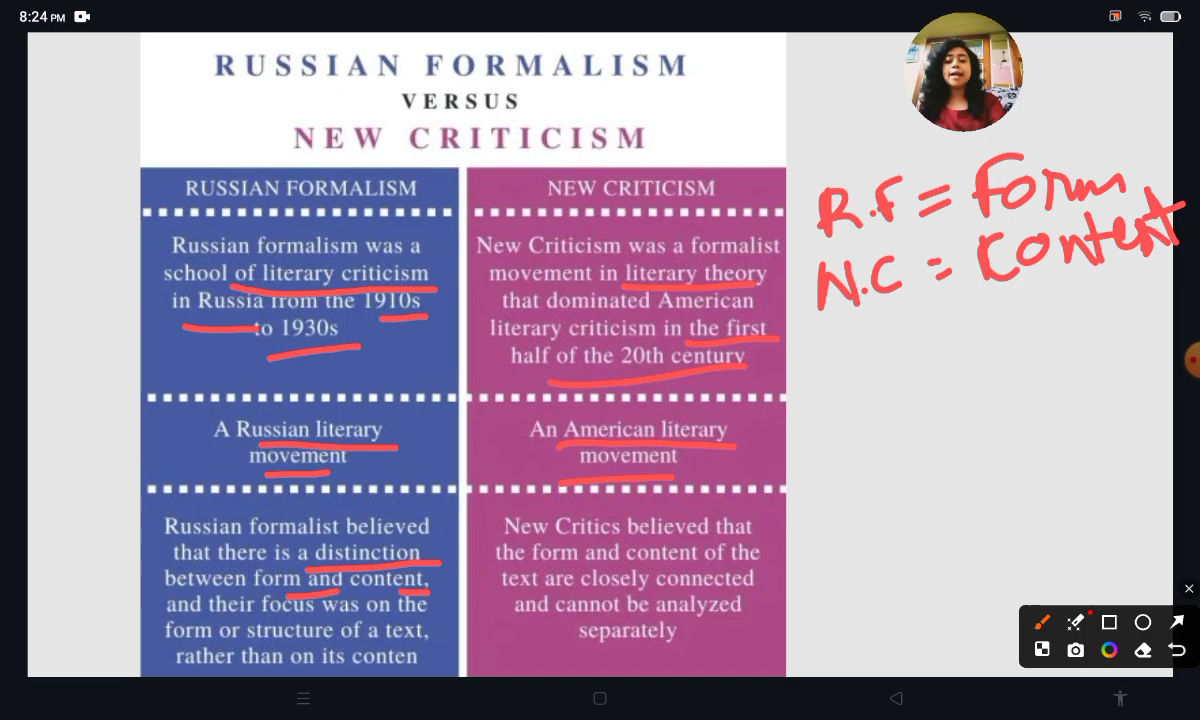 8:24 PM
RUSSIAN FORMALISM
VERSUS
NEW CRITICISM
RUSSIAN FORMALISM
Russian formalism was a
school of literary criticism
in Russia from the 1910s
to 1930s
A Russian literary
movement
Russian formalist believed
that there is a distinction
between form and content,
and their focus was on the
form or structure of a text,
rather than on its conten
NEW CRITICISM
New Criticism was a formalist
movement in literary theory
that dominated American
literary criticism in the first
half of the 20th century
An American literary
movement
New Critics believed that
the form and content of the
text are closely connected
and cannot be analyzed
separately
R.F = Form
N.C = Content